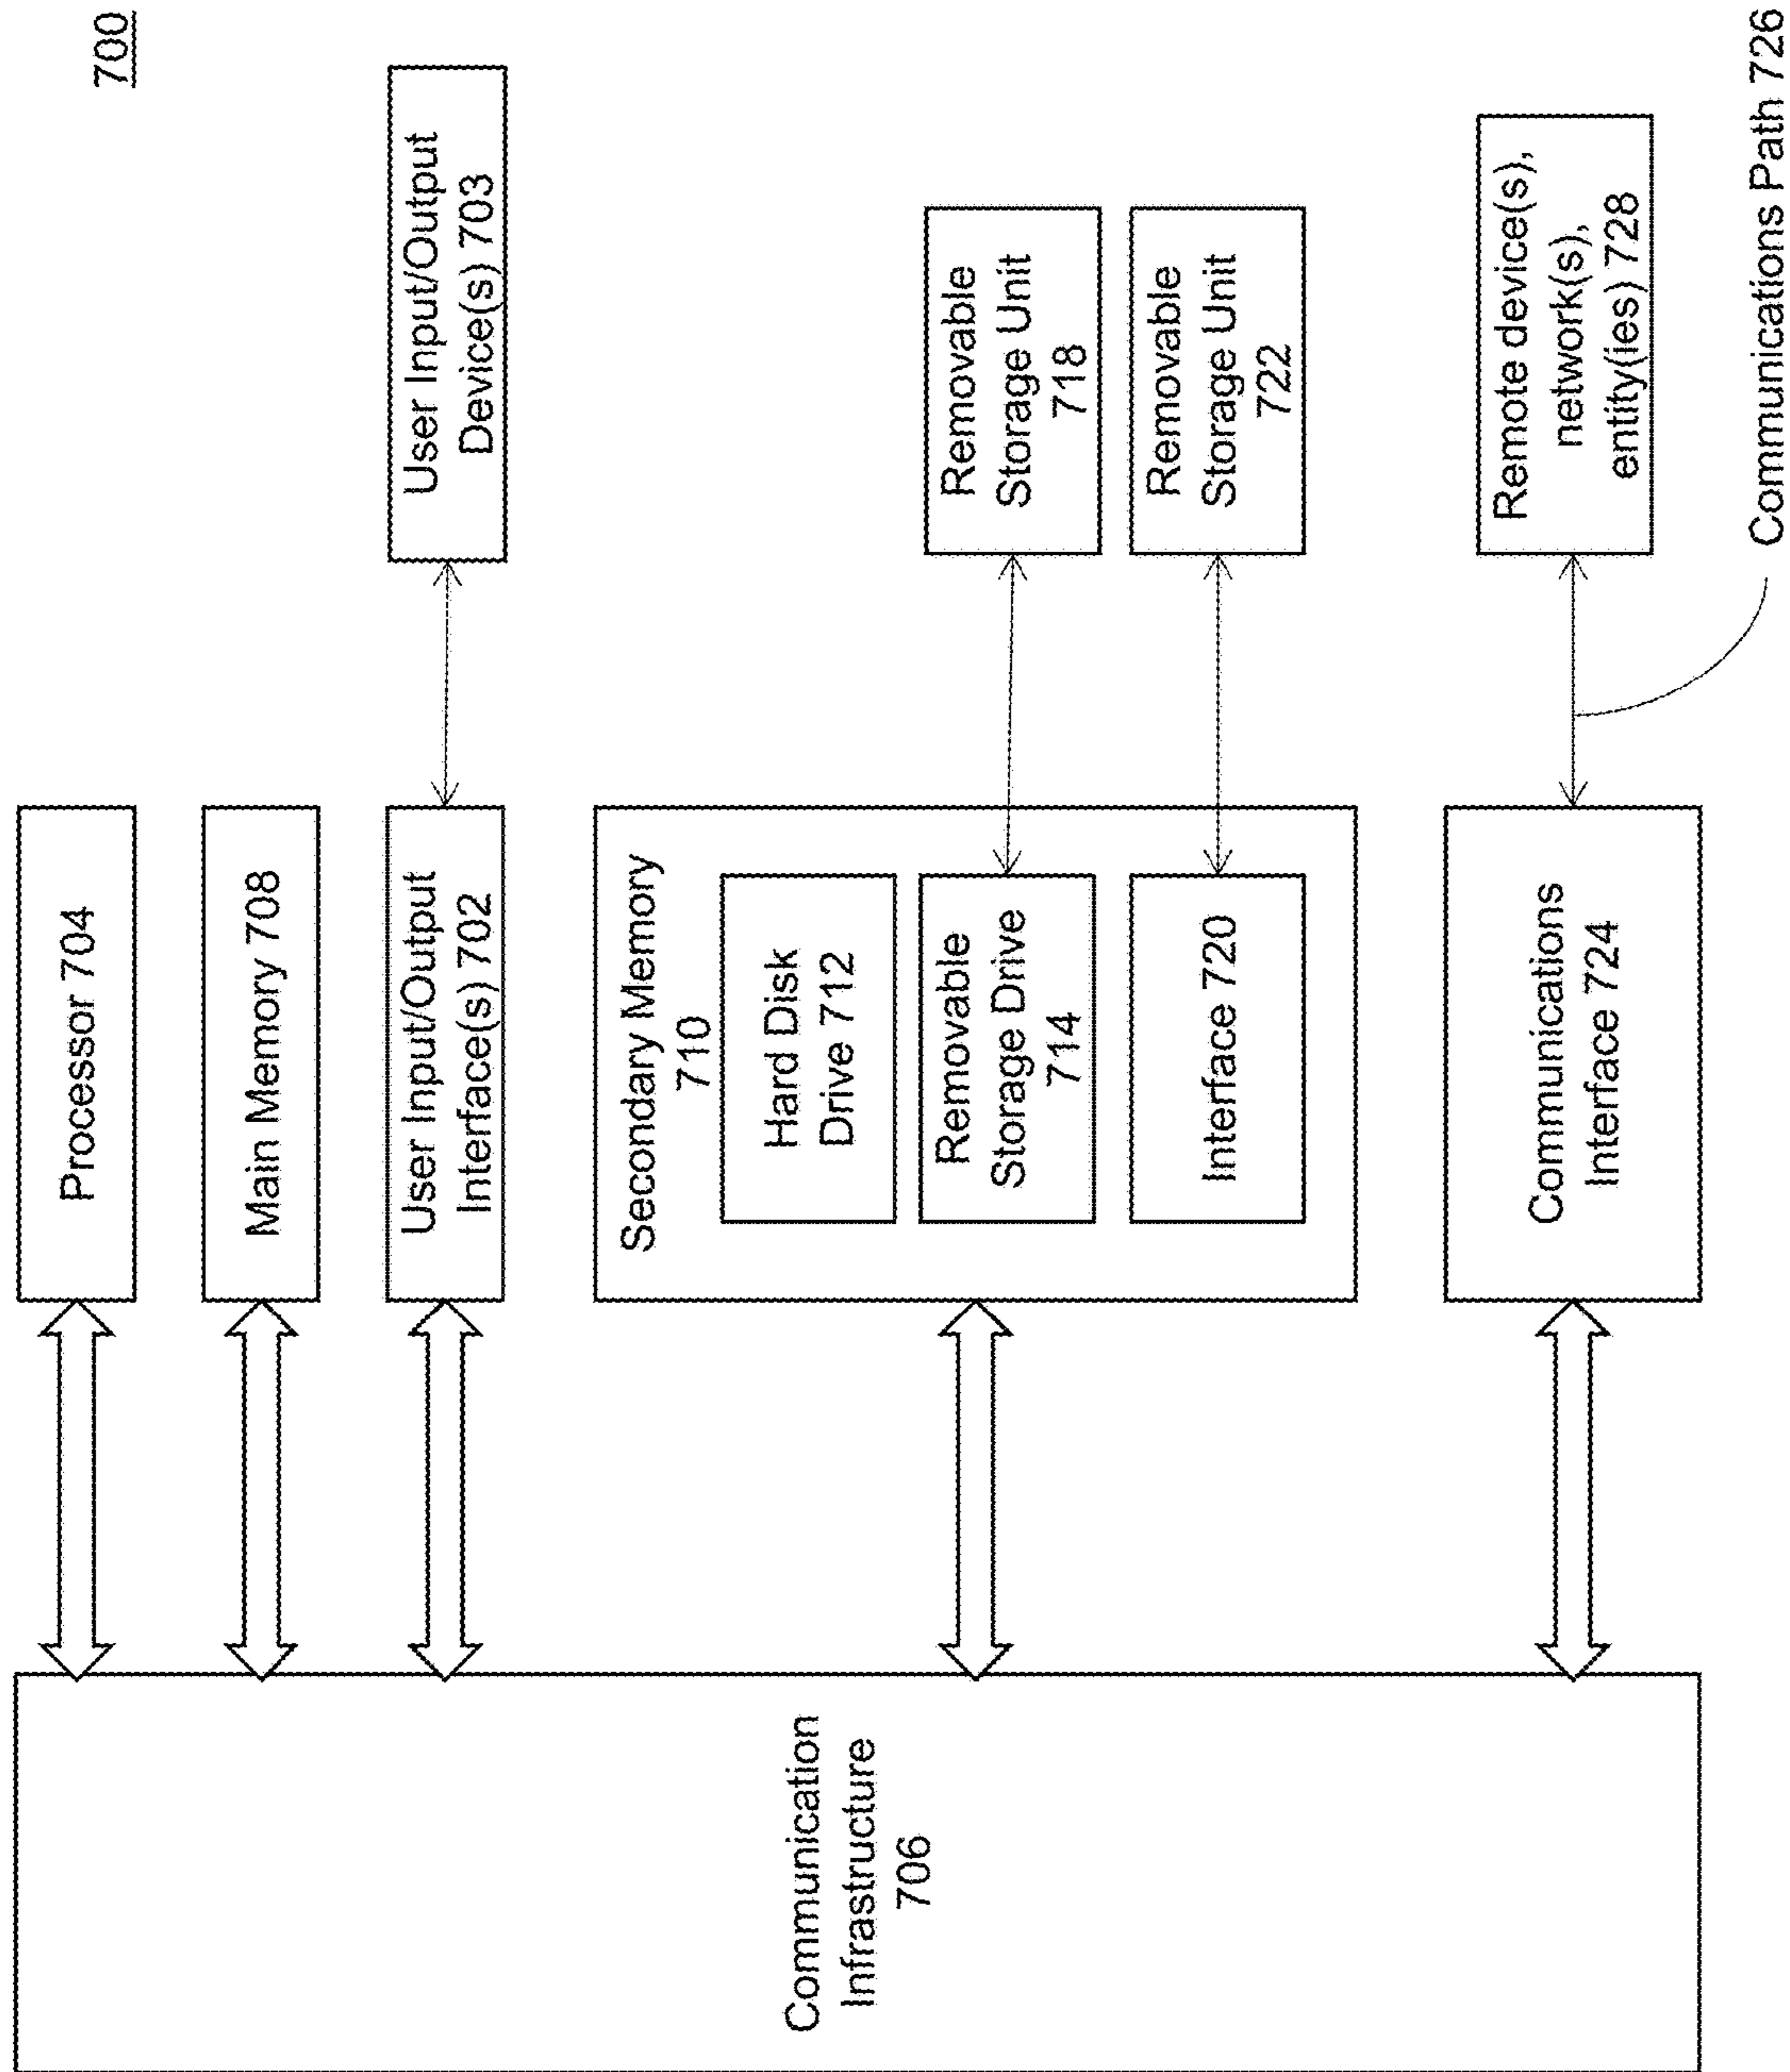 700
Processor 704
Main Memory 708
User Input/Output
Interface(s) 702
User Input/Output
Device(s) 703
Secondary Memory
710
Hard Disk
Drive 712
Removable
Storage Drive
714
Interface 720
Removable
Storage Unit
718
Removable
Storage Unit
722
Communications
Interface 724
Remote device(s),
network(s),
entity(ies) 728
Communications Path 726
Communication
Infrastructure
706